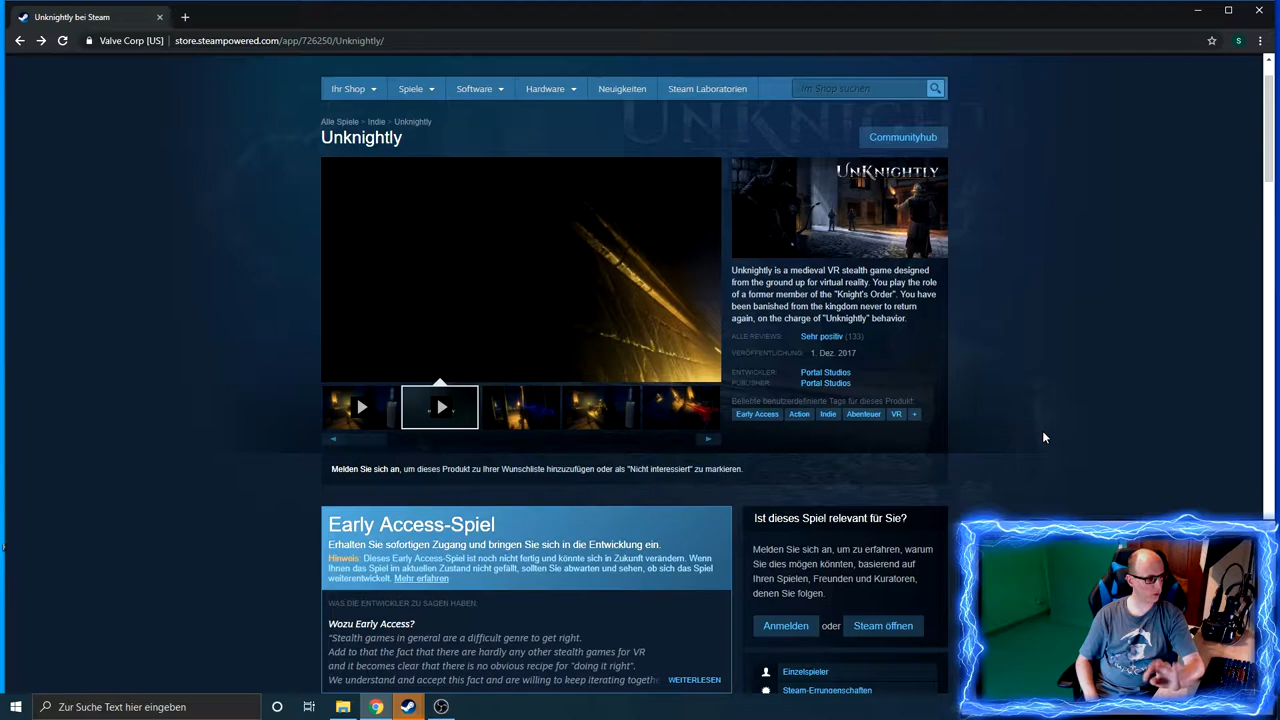 Unknightly bei Steam
Valve Corp [US]
store.steampowered.com/app/726250/Unknightly/
S
Ihr Shop
Spiele
Software
Hardware
Neuigkeiten
Steam Laboratorien
Im Shop suchen
Alle Spiele > Indie > Unknightly
Unknightly
Communityhub
UNKNIGHTLY
Unknightly is a medieval VR stealth game designed
from the ground up for virtual reality. You play the role
of a former member of the "Knight's Order". You have
been banished from the kingdom never to return
again, on the charge of "Unknightly" behavior.
ALLE REVIEWS: Sehr positiv (133)
VERÖFFENTLICHUNG: 1. Dez. 2017
ENTWICKLER: Portal Studios
PUBLISHER: Portal Studios
Beliebte benutzerdefinierte Tags für dieses Produkt:
Early Access Action Indie Abenteuer VR +
Melden Sie sich an, um dieses Produkt zu Ihrer Wunschliste hinzuzufügen oder als "Nicht interessiert" zu markieren.
Early Access-Spiel
Erhalten Sie sofortigen Zugang und bringen Sie sich in die Entwicklung ein.
Hinweis: Dieses Early Access-Spiel ist noch nicht fertig und könnte sich in Zukunft verändern. Wenn
Ihnen das Spiel im aktuellen Zustand nicht gefällt, sollten Sie abwarten und sehen, ob sich das Spiel
weiterentwickelt. Mehr erfahren
WAS DIE ENTWICKLER ZU SAGEN HABEN:
Wozu Early Access?
"Stealth games in general are a difficult genre to get right.
Add to that the fact that there are hardly any other stealth games for VR
and it becomes clear that there is no obvious recipe for "doing it right".
We understand and accept this fact and are willing to keep iterating togethe
WEITERLESEN
Ist dieses Spiel relevant für Sie?
Melden Sie sich an, um zu erfahren, warum
Sie dies möchten könnten, basierend auf
Ihren Spielen, Freunden und Kuratoren,
denen Sie folgen.
Anmelden oder Steam öffnen
Einzelspieler
Steam-Errungenschaften
Zur Suche Text hier eingeben